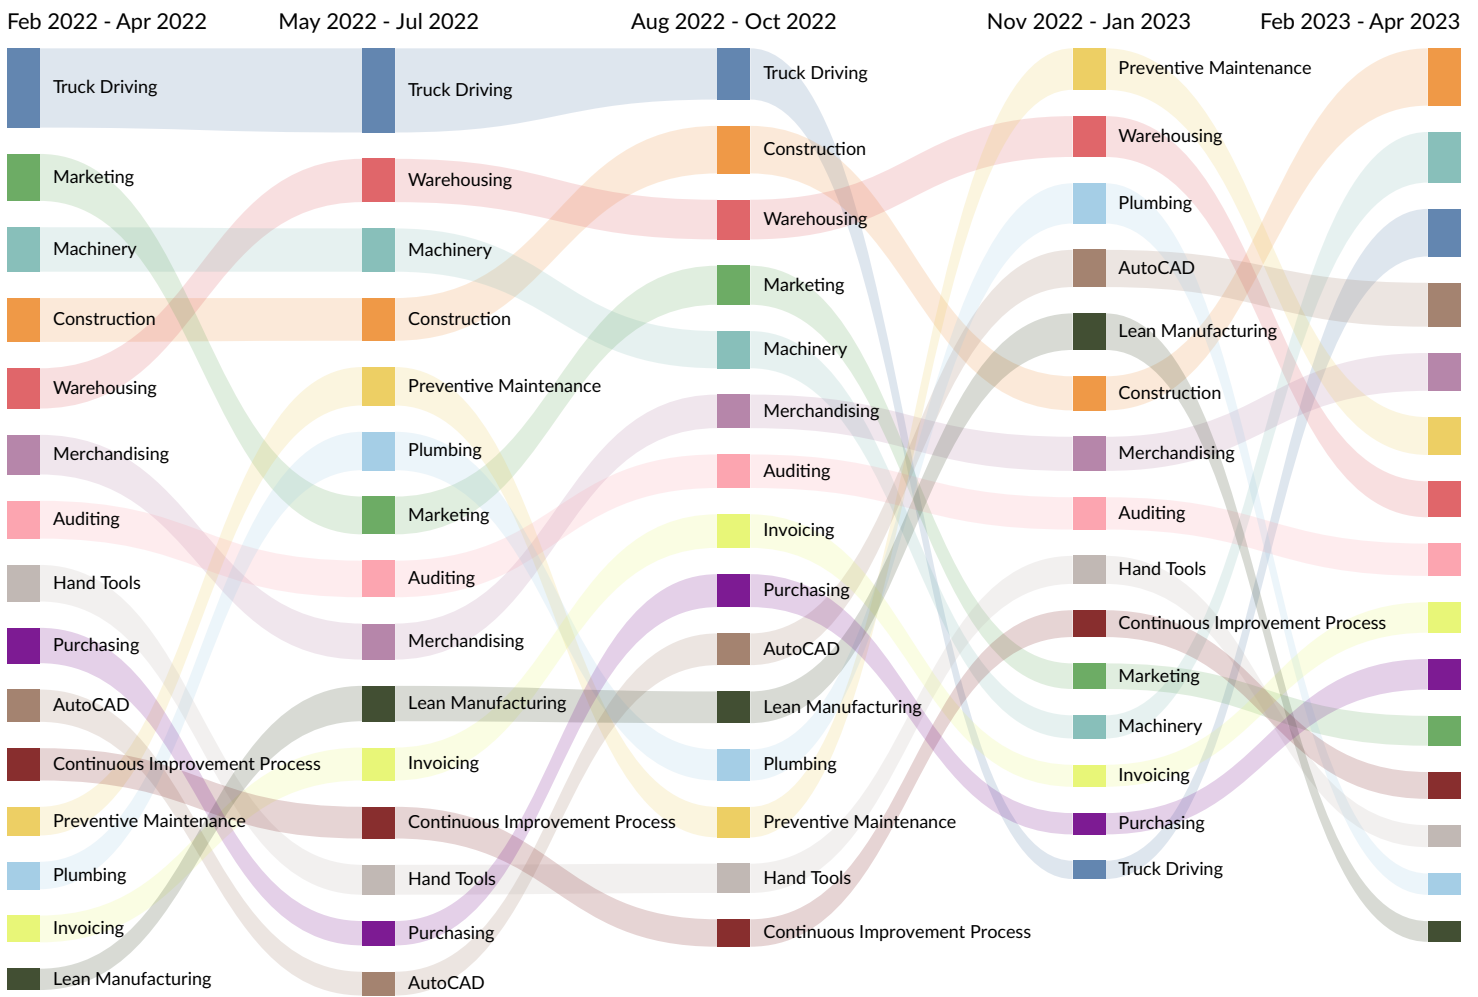 Feb 2022 - Apr 2022
May 2022 - Jul 2022
Aug 2022 - Oct 2022
Nov 2022 - Jan 2023
Feb 2023 - Apr 2023
Truck Driving
Marketing
Machinery
Construction
Warehousing
Merchandising
Auditing
Hand Tools
Purchasing
AutoCAD
Continuous Improvement Process
Preventive Maintenance
Plumbing
Invoicing
Lean Manufacturing
Truck Driving
Warehousing
Machinery
Construction
Preventive Maintenance
Plumbing
Marketing
Auditing
Merchandising
Lean Manufacturing
Invoicing
Continuous Improvement Process
Hand Tools
Purchasing
AutoCAD
Truck Driving
Construction
Warehousing
Marketing
Machinery
Merchandising
Auditing
Invoicing
Purchasing
AutoCAD
Lean Manufacturing
Plumbing
Preventive Maintenance
Hand Tools
Continuous Improvement Process
Preventive Maintenance
Warehousing
Plumbing
AutoCAD
Lean Manufacturing
Construction
Merchandising
Auditing
Hand Tools
Continuous Improvement Process
Marketing
Machinery
Invoicing
Purchasing
Truck Driving